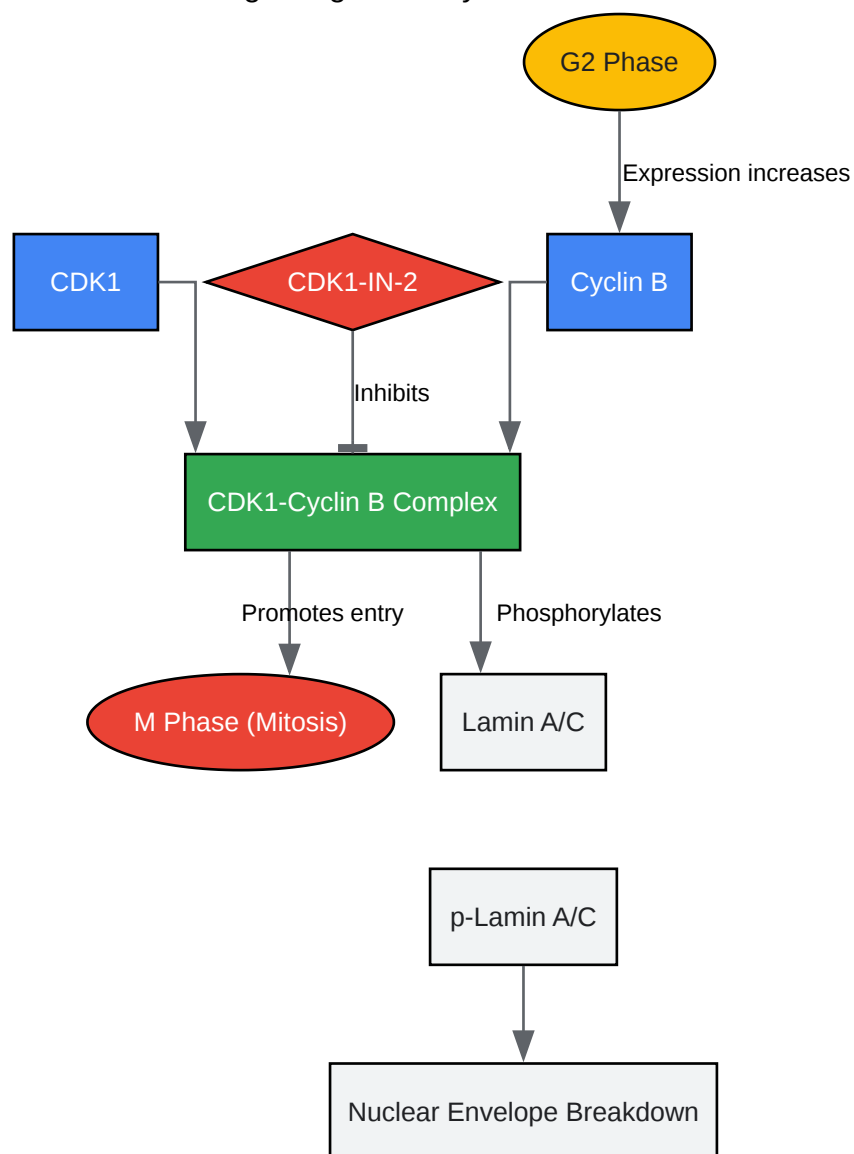 G2 Phase
Expression increases
CDK1
CDK1-IN-2
Cyclin B
Inhibits
CDK1-Cyclin B Complex
Promotes entry
Phosphorylates
M Phase (Mitosis)
Lamin A/C
p-Lamin A/C
Nuclear Envelope Breakdown